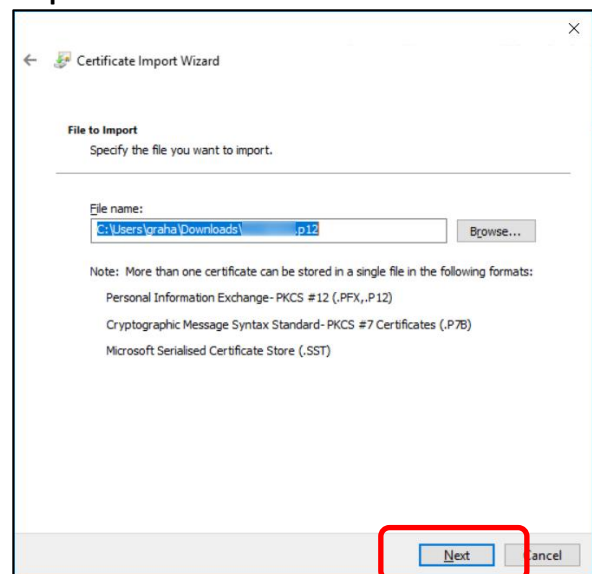 Certificate Import Wizard
File to Import
Specify the file you want to import.
File name:
C:\Users\graha\Downloads\ .p12
Browse...
Note: More than one certificate can be stored in a single file in the following formats:
Personal Information Exchange- PKCS #12 (.PFX,.P12)
Cryptographic Message Syntax Standard- PKCS #7 Certificates (.P7B)
Microsoft Serialised Certificate Store (.SST)
Next Cancel